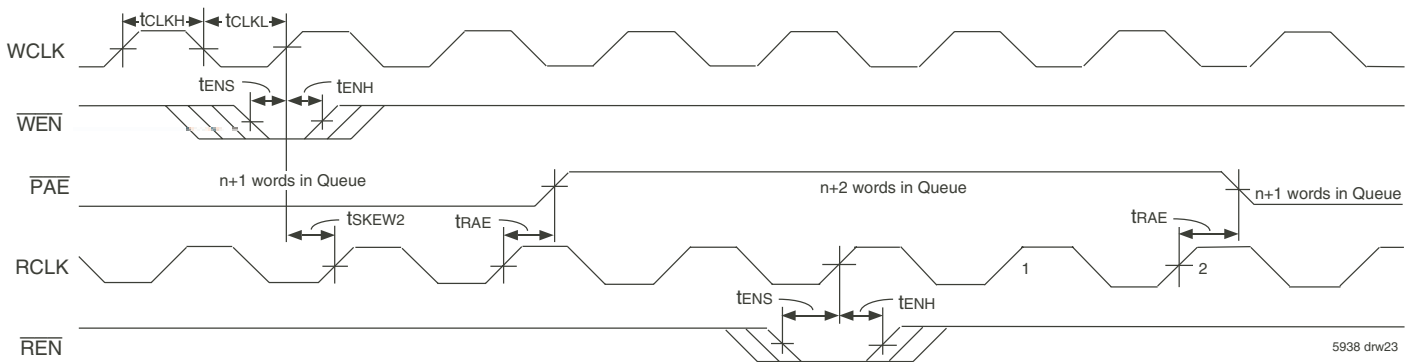 tCLKH tCLKL
WCLK
tENS tENH
WEN
n+1 words in Queue n+2 words in Queue n+1 words in Queue
PAE
tSKEW2 tRAE tRAE
RCLK 1 2
tENS tENH
REN
5938 drw23